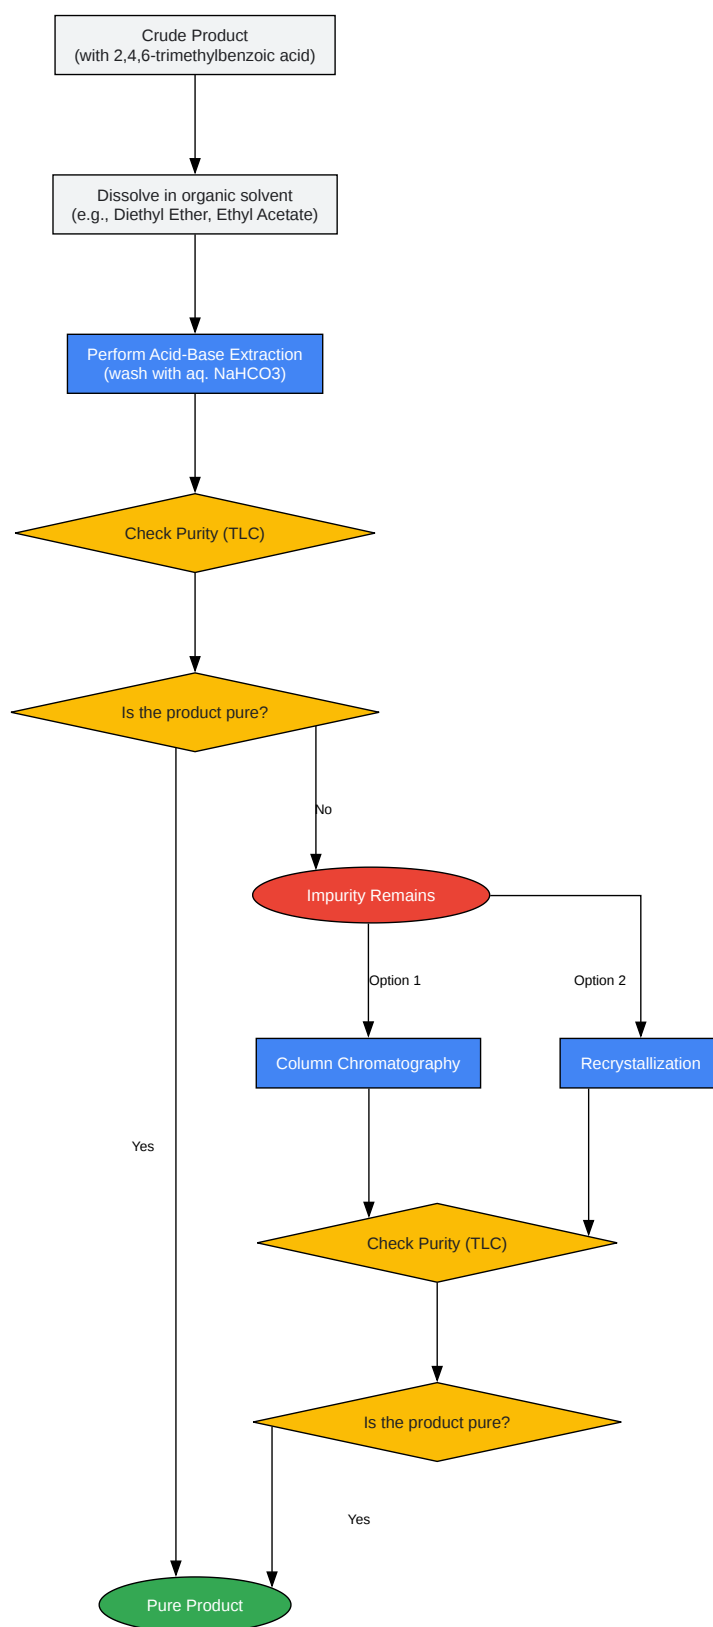 Crude Product
(with 2,4,6-trimethylbenzoic acid)
Dissolve in organic solvent
(e.g., Diethyl Ether, Ethyl Acetate)
Perform Acid-Base Extraction
(wash with aq. NaHCO3)
Check Purity (TLC)
Is the product pure?
No
Impurity Remains
Option 1
Option 2
Column Chromatography
Recrystallization
Yes
Check Purity (TLC)
Is the product pure?
Yes
Pure Product